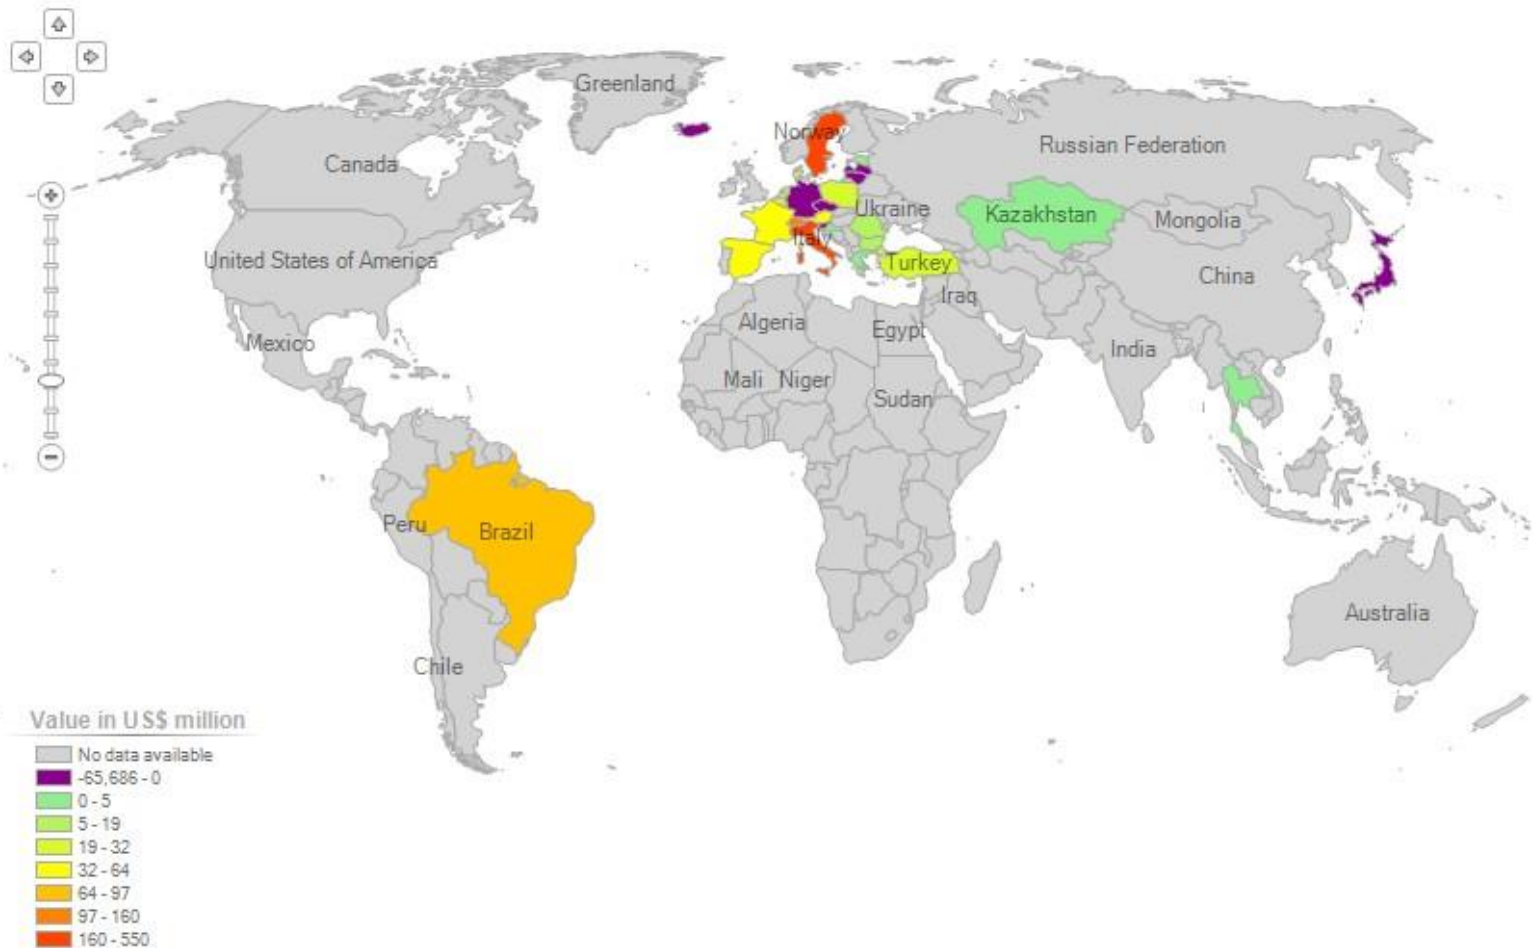 Greenland
Norway
Russian Federation
Canada
Ukraine
Kazakhstan
Mongolia
Italy
United States of America
Turkey
China
Iraq
Algeria
Egypt
Mexico
India
Mali
Niger
Sudan
Peru
Brazil
Australia
Chile
Value in US$ million
No data available
-65,686 - 0
0 - 5
5 - 19
19 - 32
32 - 64
64 - 97
97 - 160
160 - 550